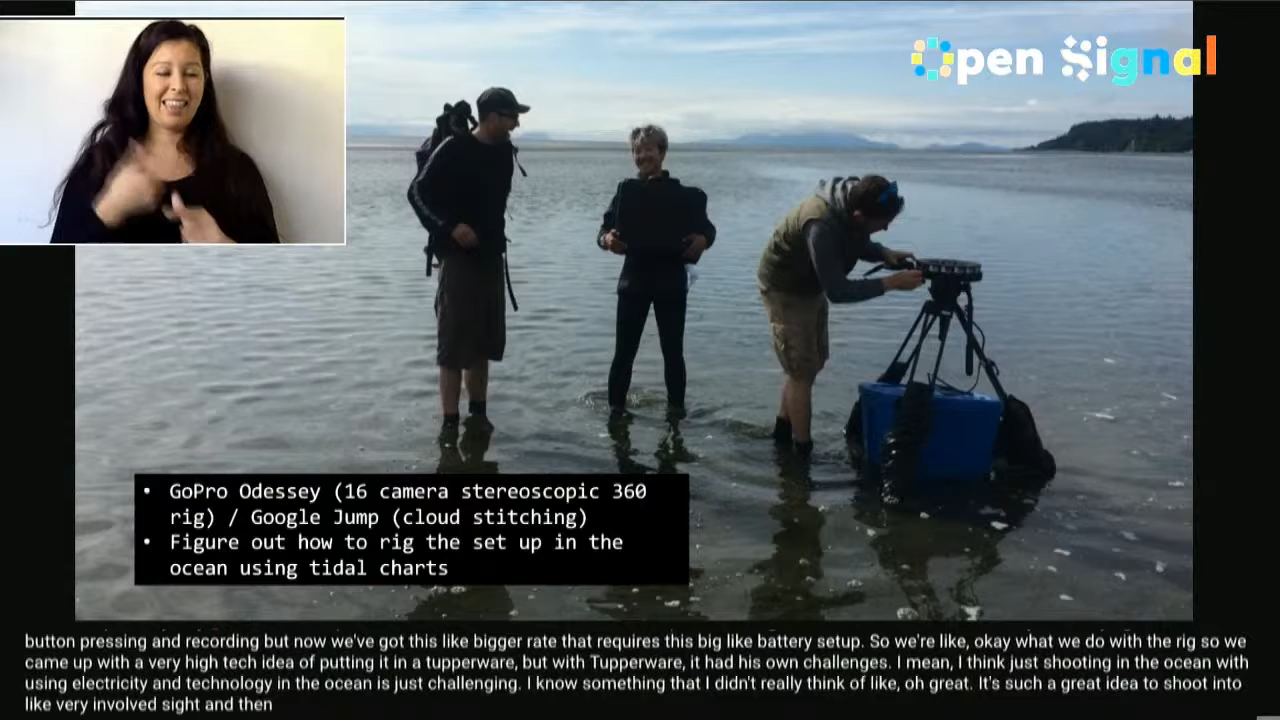 Open Signal
• GoPro Odessey (16 camera stereoscopic 360
rig) / Google Jump (cloud stitching)
• Figure out how to rig the set up in the
ocean using tidal charts
button pressing and recording but now we've got this like bigger rate that requires this big like battery setup. So we're like, okay what we do with the rig so we
came up with a very high tech idea of putting it in a tupperware, but with Tupperware, it had his own challenges. I mean, I think just shooting in the ocean with
using electricity and technology in the ocean is just challenging. I know something that I didn't really think of like, oh great. It's such a great idea to shoot into
like very involved sight and then